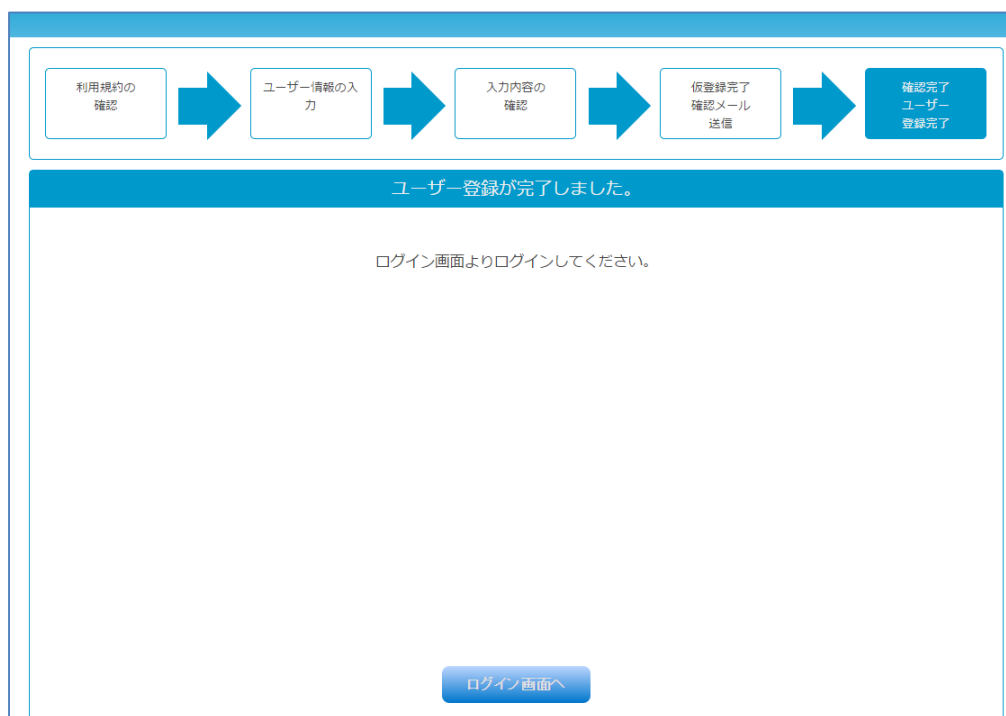 利用規約の
確認
ユーザー情報の入
力
入力内容の
確認
仮登録完了
確認メール
送信
確認完了
ユーザー
登録完了
ユーザー登録が完了しました。
ログイン画面よりログインしてください。
ログイン画面へ